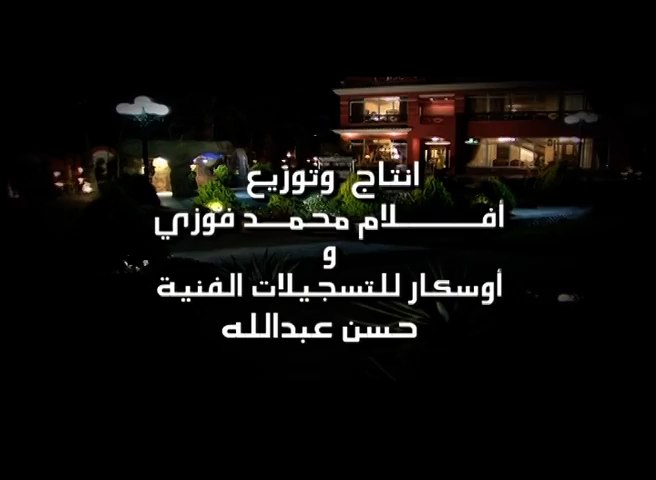 انتاج وتوزيع
أفلام محمد فوزي
و
أوسكار للتسجيلات الفنية
حسن عبدالله